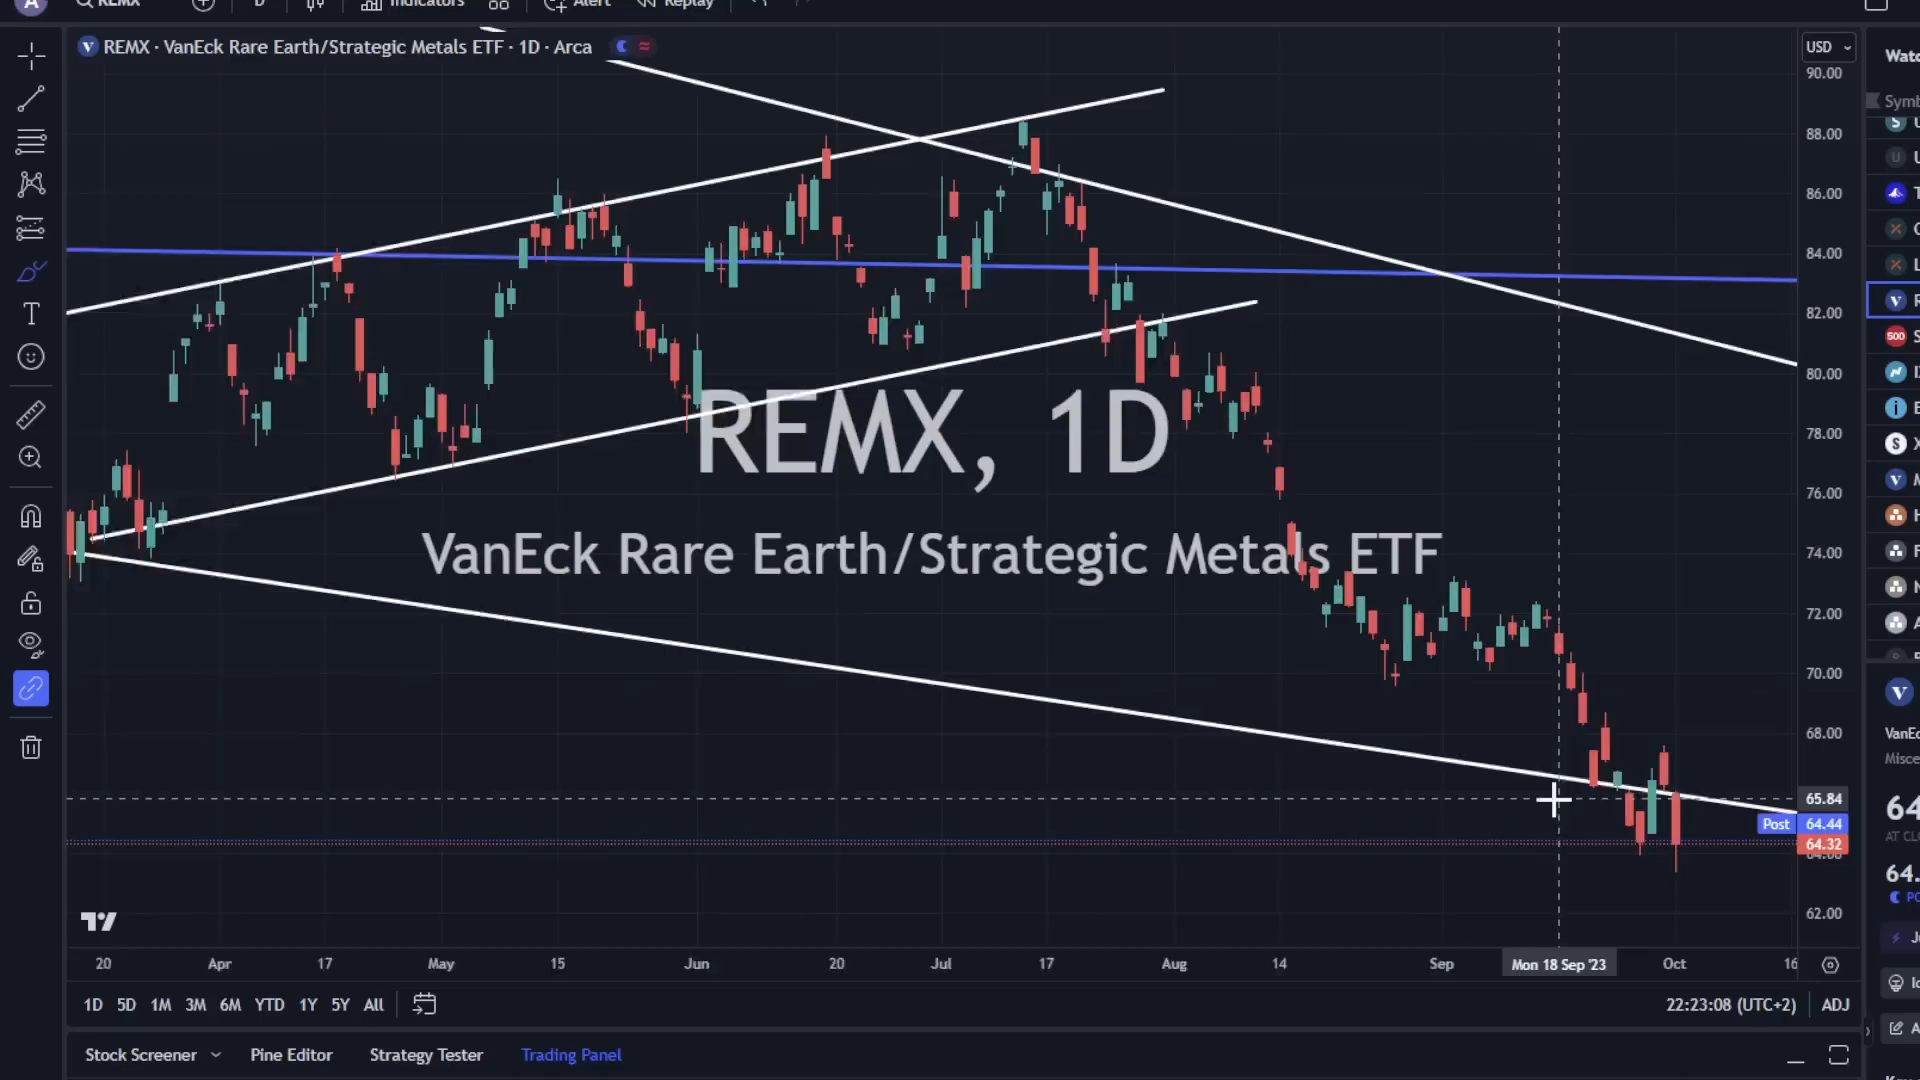 A REMX D Indicators Alert Replay
REMX · VanEck Rare Earth/Strategic Metals ETF · 1D · Arca
USD
90.00
88.00
86.00
84.00
82.00
80.00
78.00
76.00
74.00
72.00
70.00
68.00
65.84
Post 64.44
64.32
62.00
REMX, 1D
VanEck Rare Earth/Strategic Metals ETF
20 Apr 17 May 15 Jun 20 Jul 17 Aug 14 Sep Mon 18 Sep '23 Oct 16
1D 5D 1M 3M 6M YTD 1Y 5Y All
22:23:08 (UTC+2) ADJ
Stock Screener Pine Editor Strategy Tester Trading Panel
500
64
64.